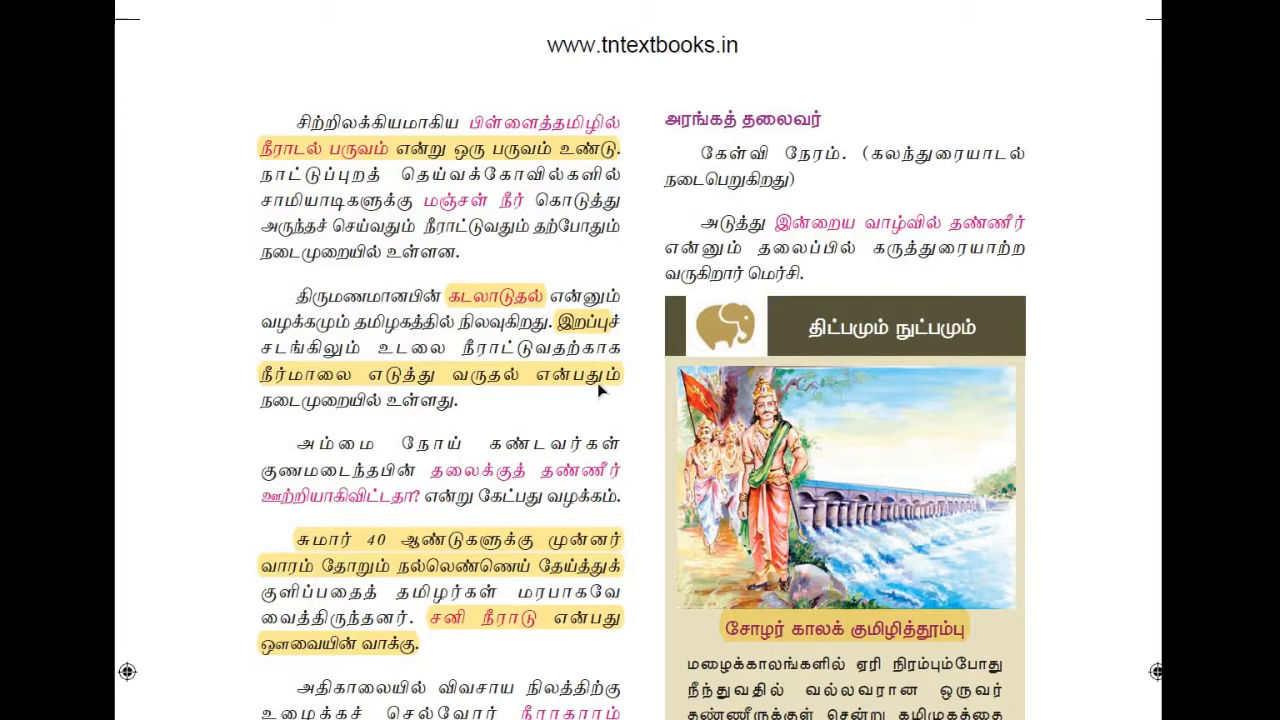 www.tntextbooks.in
சிற்றிலக்கியமாகிய பிள்ளைத்தமிழில்
நீராடல் பருவம் என்று ஒரு பருவம் உண்டு.
நாட்டுப்புறத் தெய்வக்கோவில்களில்
சாமியாடிகளுக்கு மஞ்சள் நீர் கொடுத்து
அருந்தச் செய்வதும் நீராட்டுவதும் தற்போதும்
நடைமுறையில் உள்ளன.
திருமணமானபின் கடலாடுதல் என்னும்
வழக்கமும் தமிழகத்தில் நிலவுகிறது. இறப்புச்
சடங்கிலும் உடலை நீராட்டுவதற்காக
நீர்மாலை எடுத்து வருதல் என்பதும்
நடைமுறையில் உள்ளது.
அம்மை நோய் கண்டவர்கள்
குணமடைந்தபின் தலைக்குத் தண்ணீர்
ஊற்றியாகிவிட்டதா? என்று கேட்பது வழக்கம்.
சுமார் 40 ஆண்டுகளுக்கு முன்னர்
வாரம் தோறும் நல்லெண்ணெய் தேய்த்துக்
குளிப்பதைத் தமிழர்கள் மரபாகவே
வைத்திருந்தனர். சனி நீராடு என்பது
ஔவையின் வாக்கு.
அதிகாலையில் விவசாய நிலத்திற்கு
உழைக்கச் செல்வோர் நீராகாரம்
அரங்கத் தலைவர்
கேள்வி நேரம். (கலந்துரையாடல்
நடைபெறுகிறது)
அடுத்து இன்றைய வாழ்வில் தண்ணீர்
என்னும் தலைப்பில் கருத்துரையாற்ற
வருகிறார் மெர்சி.
திட்பமும் நுட்பமும்
சோழர் காலக் குமிழித்தூம்பு
மழைக்காலங்களில் ஏரி நிரம்பும்போது
நீந்துவதில் வல்லவரான ஒருவர்
தண்ணீருக்குள் சென்று கழிமுகத்தை